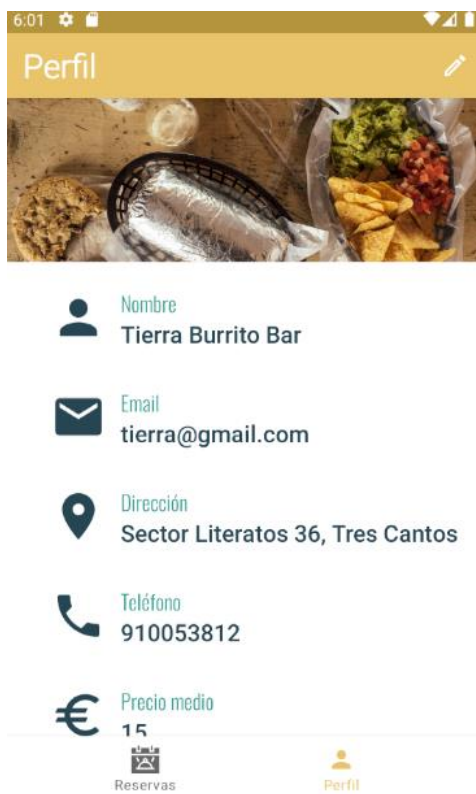 6:01
Perfil
Nombre
Tierra Burrito Bar
Email
tierra@gmail.com
Dirección
Sector Literatos 36, Tres Cantos
Teléfono
910053812
Precio medio
15
Reservas
Perfil